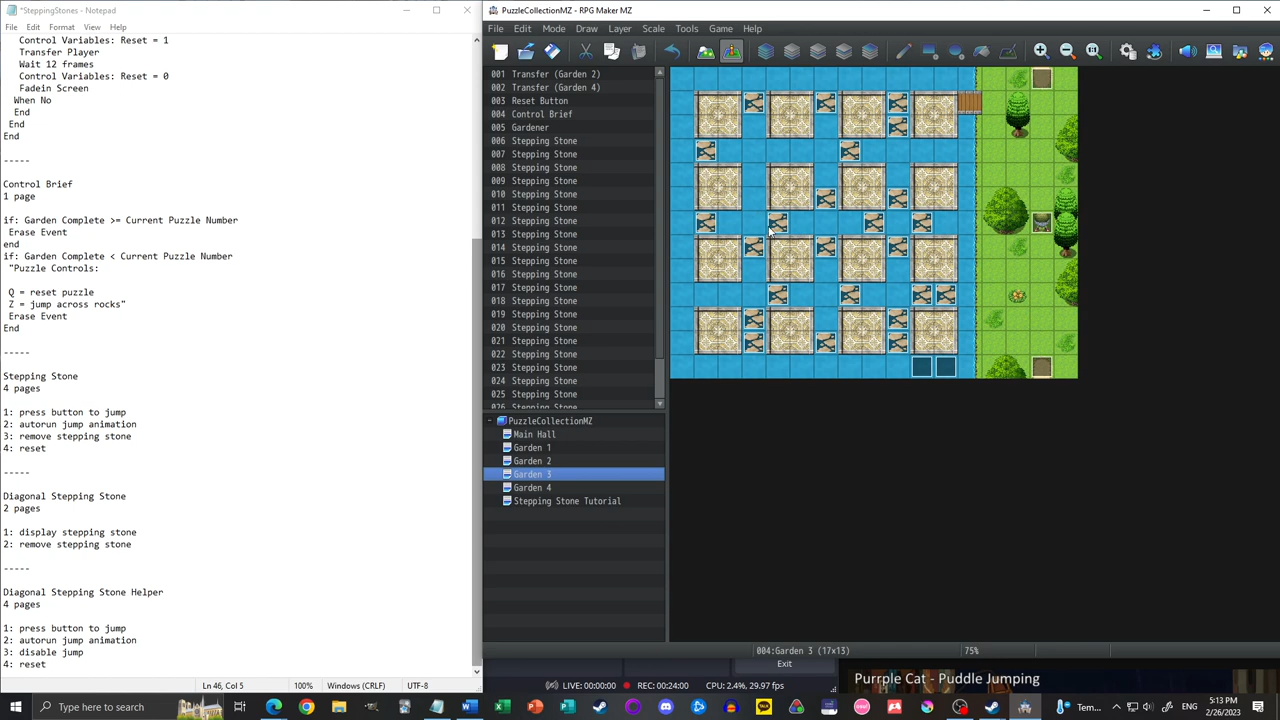 *SteppingStones - Notepad
File Edit Format View Help
Control Variables: Reset = 1
Transfer Player
Wait 12 frames
Control Variables: Reset = 0
Fadein Screen
When No
End
End
End
-----
Control Brief
1 page
if: Garden Complete >= Current Puzzle Number
Erase Event
end
if: Garden Complete < Current Puzzle Number
"Puzzle Controls:
Q = reset puzzle
Z = jump across rocks"
Erase Event
End
-----
Stepping Stone
4 pages
1: press button to jump
2: autorun jump animation
3: remove stepping stone
4: reset
-----
Diagonal Stepping Stone
2 pages
1: display stepping stone
2: remove stepping stone
-----
Diagonal Stepping Stone Helper
4 pages
1: press button to jump
2: autorun jump animation
3: disable jump
4: reset
Ln 46, Col 5 100% Windows (CRLF) UTF-8
PuzzleCollectionMZ - RPG Maker MZ
File Edit Mode Draw Layer Scale Tools Game Help
001 Transfer (Garden 2)
002 Transfer (Garden 4)
003 Reset Button
004 Control Brief
005 Gardener
006 Stepping Stone
007 Stepping Stone
008 Stepping Stone
009 Stepping Stone
010 Stepping Stone
011 Stepping Stone
012 Stepping Stone
013 Stepping Stone
014 Stepping Stone
015 Stepping Stone
016 Stepping Stone
017 Stepping Stone
018 Stepping Stone
019 Stepping Stone
020 Stepping Stone
021 Stepping Stone
022 Stepping Stone
023 Stepping Stone
024 Stepping Stone
025 Stepping Stone
026 Stepping Stone
PuzzleCollectionMZ
Main Hall
Garden 1
Garden 2
Garden 3
Garden 4
Stepping Stone Tutorial
004:Garden 3 (17x13) 75%
Exit
LIVE: 00:00:00 REC: 00:24:00 CPU: 2.4%, 29.97 fps
Purrple Cat - Puddle Jumping
Type here to search
Tem...
5:13 PM
2/26/2023